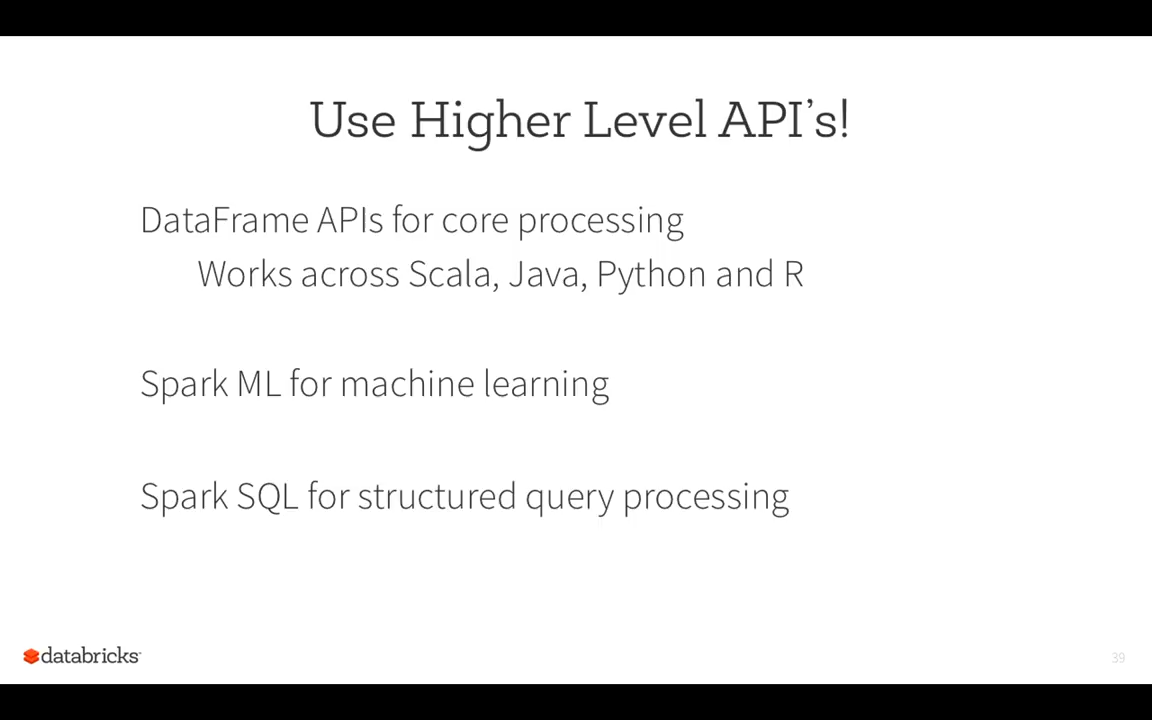 Use Higher Level API's!
DataFrame APIs for core processing
Works across Scala, Java, Python and R
Spark ML for machine learning
Spark SQL for structured query processing
databricks
39